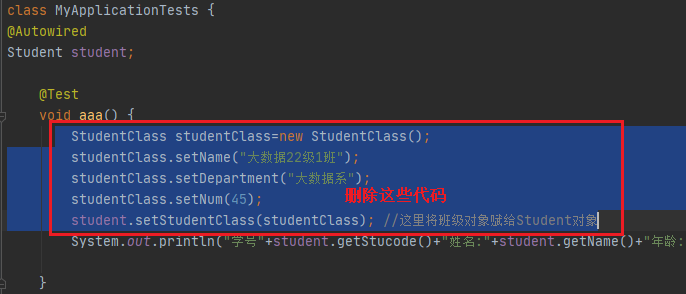 class MyApplicationTests {
@Autowired
Student student;
@Test
void aaa() {
StudentClass studentClass=new StudentClass();
studentClass.setName("大数据22级1班");
studentClass.setDepartment("大数据系");
studentClass.setNum(45);
删除这些代码
student.setStudentClass(studentClass); //这里将班级对象赋给Student对象
System.out.println("学号"+student.getStucode()+"姓名:"+student.getName()+"年龄:
}